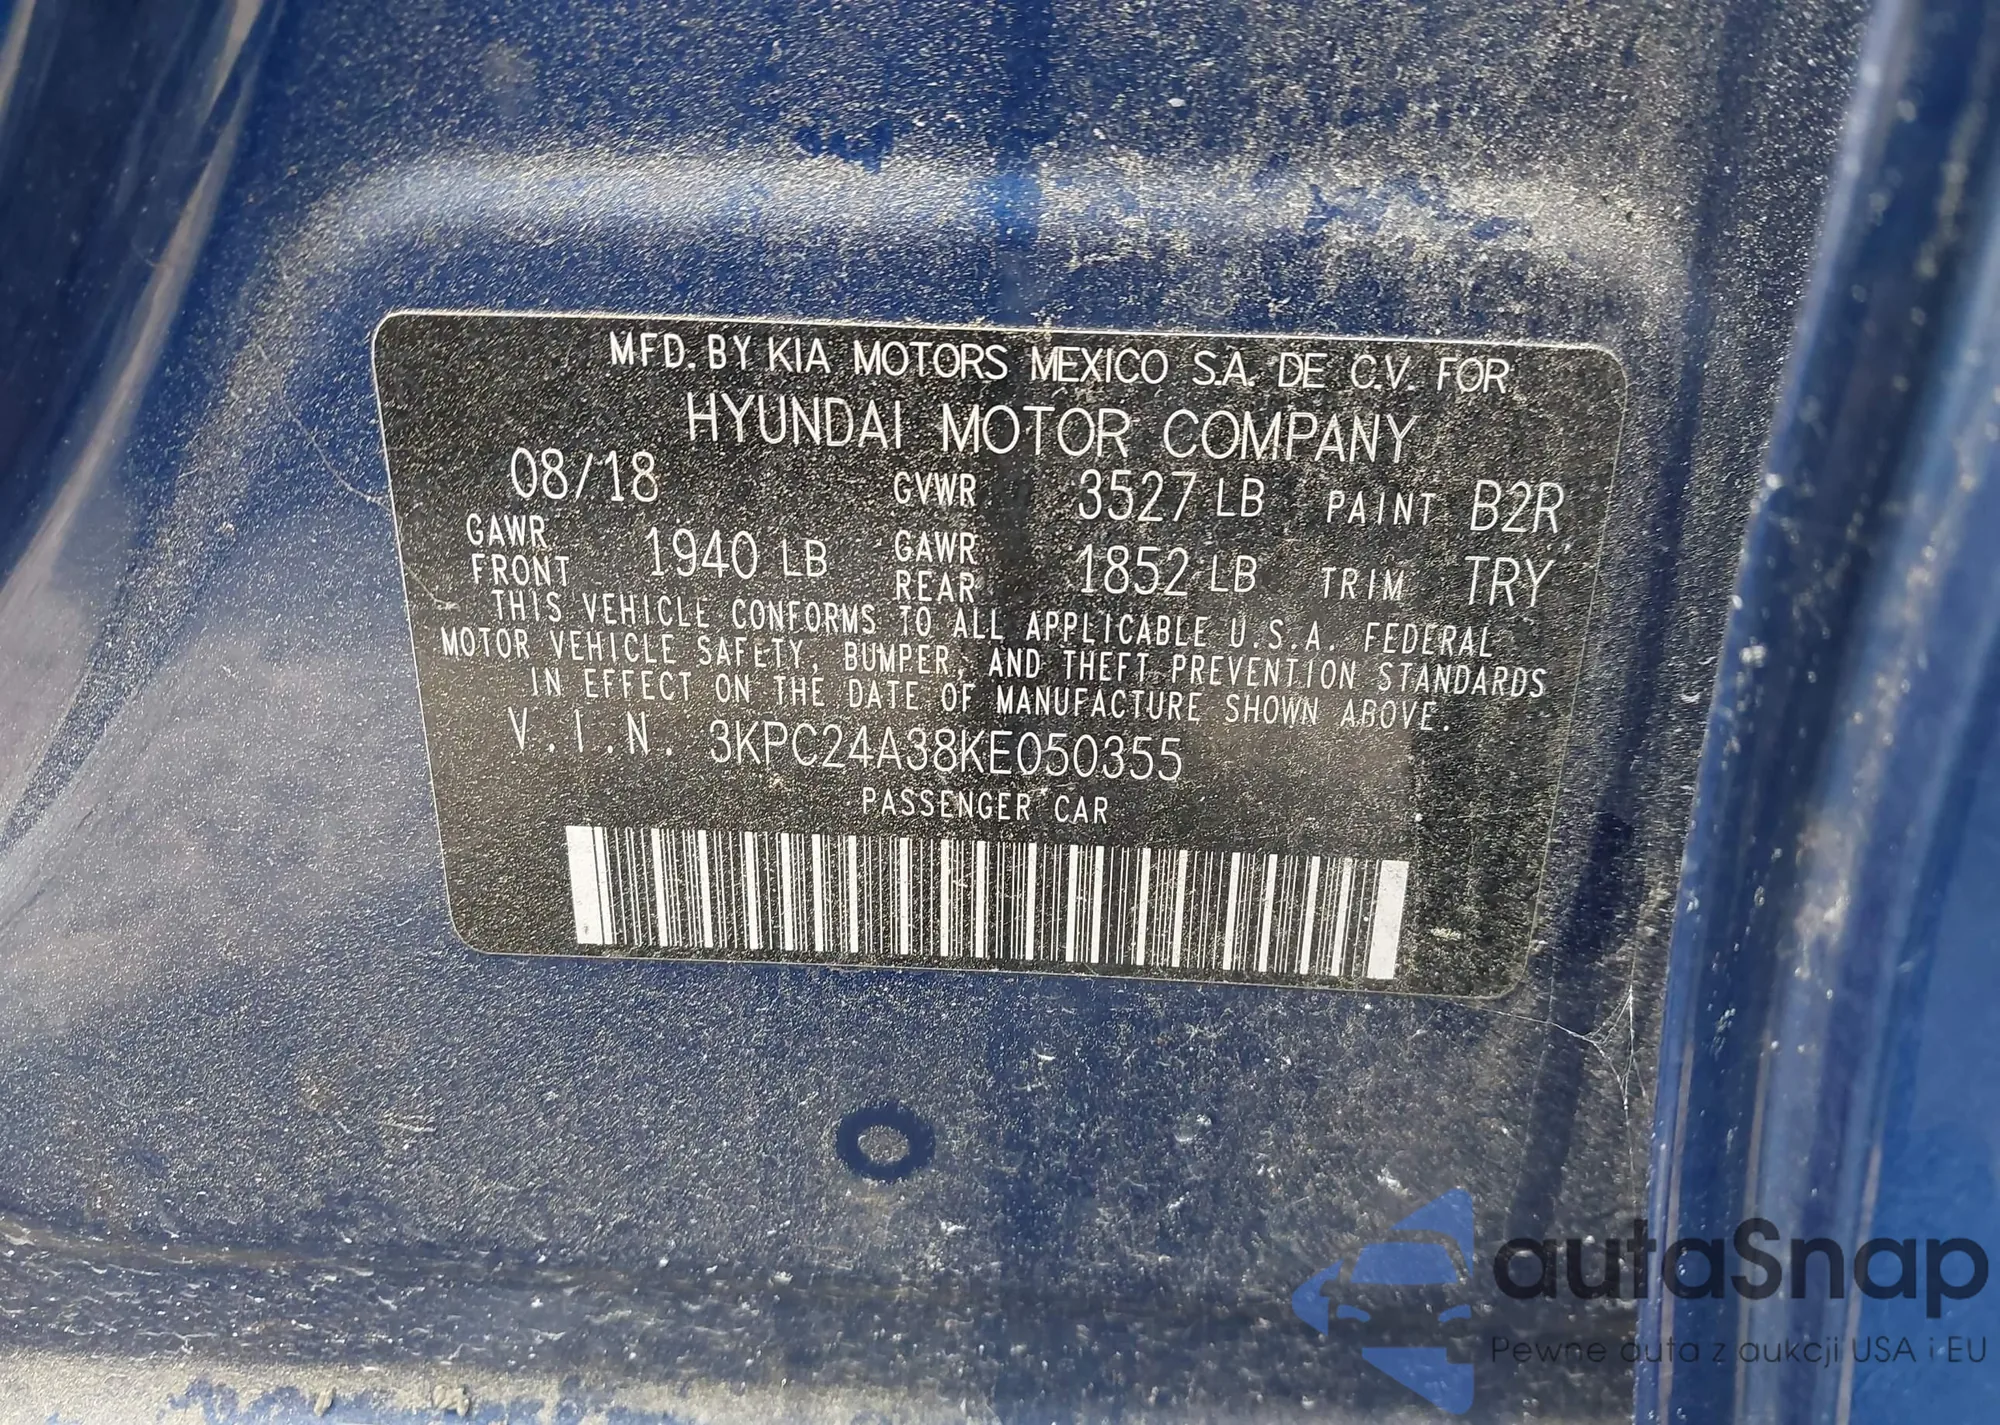 MFD. BY KIA MOTORS MEXICO S.A. DE C.V. FOR
HYUNDAI MOTOR COMPANY
08/18 GVWR 3527 LB PAINT B2R
GAWR FRONT 1940 LB GAWR REAR 1852 LB TRIM TRY
THIS VEHICLE CONFORMS TO ALL APPLICABLE U.S.A. FEDERAL
MOTOR VEHICLE SAFETY, BUMPER, AND THEFT PREVENTION STANDARDS
IN EFFECT ON THE DATE OF MANUFACTURE SHOWN ABOVE.
V.I.N. 3KPC24A38KE050355
PASSENGER CAR
autaSnap
Pewne auta z aukcji USA i EU